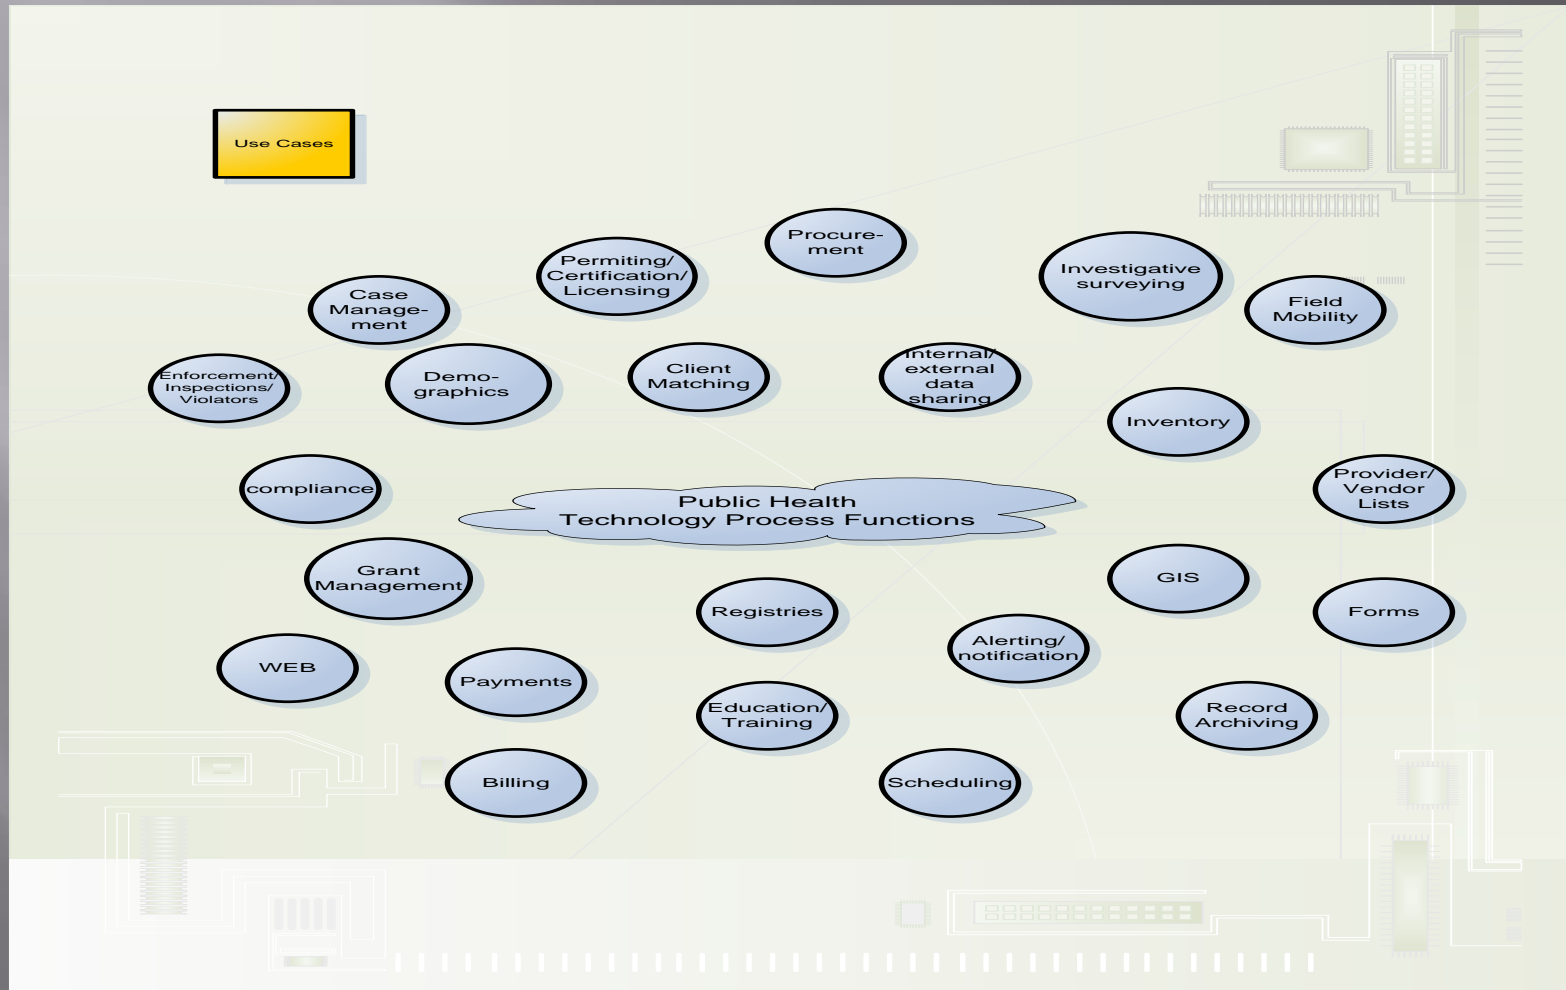 Use Cases
Procure-
ment
Permiting/
Certification/
Licensing
Investigative
surveying
Case
Manage-
ment
Field
Mobility
Enforcement/
Inspections/
Violators
Demo-
graphics
Client
Matching
Internal/
external
data
sharing
Inventory
compliance
Public Health
Technology Process Functions
Provider/
Vendor
Lists
Grant
Management
GIS
Registries
Forms
Alerting/
notification
WEB
Payments
Education/
Training
Record
Archiving
Billing
Scheduling